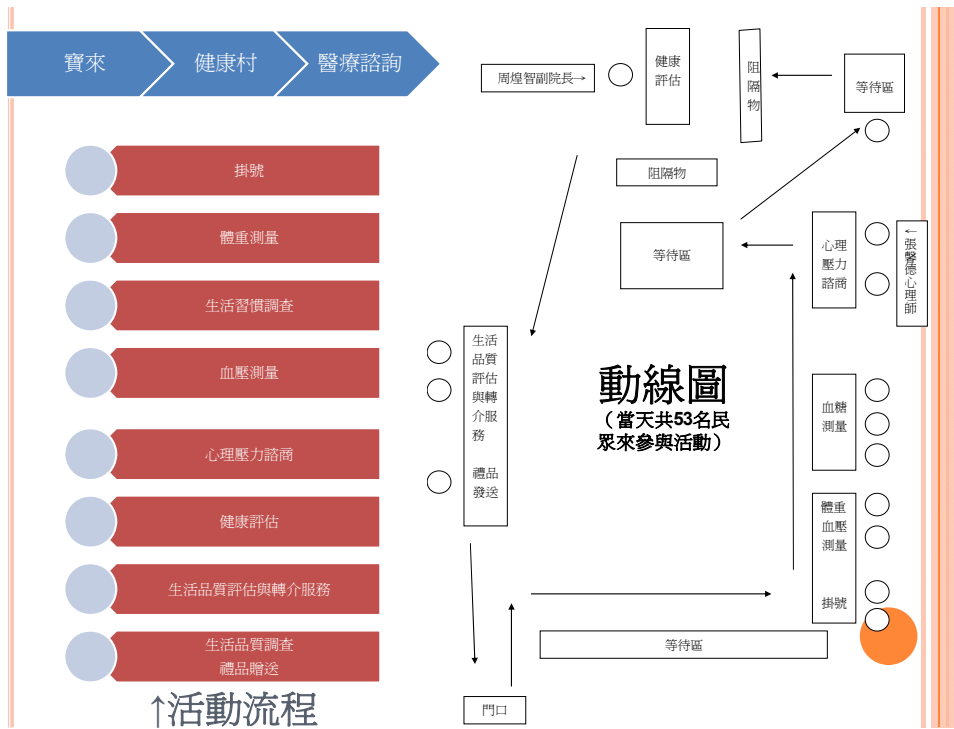 寶來
健康村
醫療諮詢
掛號
體重測量
生活習慣調查
血壓測量
心理壓力諮商
健康評估
生活品質評估與轉介服務
生活品質調查
禮品贈送
↑活動流程
周煌智副院長→
健康
評估
阻
隔
物
等待區
阻隔物
等待區
心理
壓力
諮商
←張馨德心理師
生活
品質
評估
與轉
介服
務
禮品
發送
動線圖
（當天共53名民
眾來參與活動）
血糖
測量
體重
血壓
測量
掛號
等待區
門口